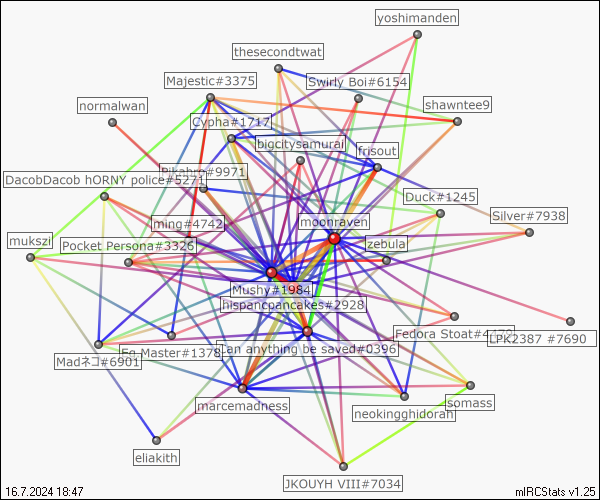 yoshimanden
thesecondtwat
Majestic#3375
Swirly Boi#6154
normalwan
shawntee9
Cypha#1717
bigcitysamurai
frisout
Pikahro#9971
DacobDacob hORNY police#5271
Duck#1245
ming#4742
moonraven
Silver#7938
mukszi
Pocket Persona#3326
zebula
Mushy#1984
hispancpancakes#2928
Fedora Stoat#
LPK2387 #7690
Madネコ#6901
Eg Master#1378
can anything be saved#0396
marcemadness
neokingghidorah
somass
eliakith
JKOUYH VIII#7034
16.7.2024 18:47
mIRCStats v1.25